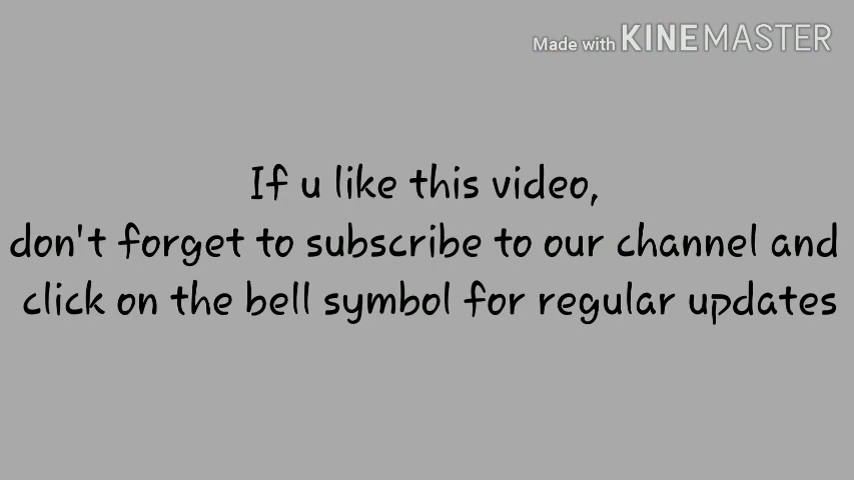 Made with KINEMASTER
If u like this video,
don't forget to subscribe to our channel and
click on the bell symbol for regular updates